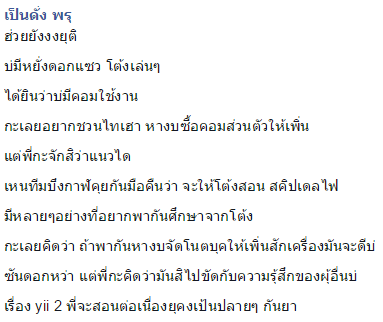 เป็นดั่ง พรุ
ฮ่วยยังงงยุติ
บ่มีหยั่งดอกแซว โต้งเล่นๆ
ได้ยินว่าบ่มีคอมใช้งาน
กะเลยอยากชวนไทเฮา หางบซื้อคอมส่วนตัวให้เพิ่น
แต่พี่กะจักสิว่าแนวได
เหนทีมบึงกาฬคุยกันมือคืนว่า จะให้โต้งสอน สคิปเดลไฟ
มีหลายๆอย่างที่อยากพากันศึกษาจากโต้ง
กะเลยคิดว่า ถ้าพากันหางบจัดโนตบุคให้เพิ่นสักเครื่องมันจะดีบ่
ซันดอกหว่า แต่พี่กะคิดว่ามันสิไปขัดกับความรุ้สึกของผุ้อื่นบ่
เรื่อง yii 2 พี่จะสอนต่อเนื่องยุคงเป้นปลายๆ กันยา